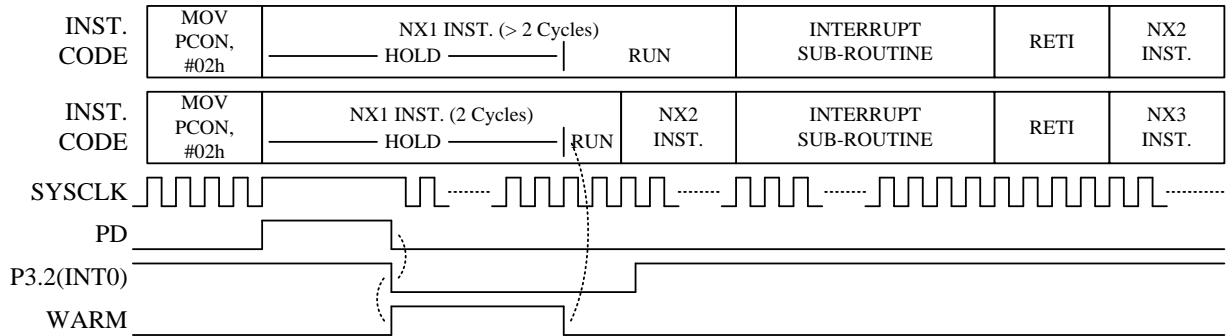 INST.
CODE
MOV
PCON,
#02h
NX1 INST. (> 2 Cycles)
HOLD
RUN
INTERRUPT
SUB-ROUTINE
RETI
NX2
INST.
INST.
CODE
MOV
PCON,
#02h
NX1 INST. (2 Cycles)
HOLD
RUN
NX2
INST.
INTERRUPT
SUB-ROUTINE
RETI
NX3
INST.
SYSCLK
PD
P3.2(INT0)
WARM